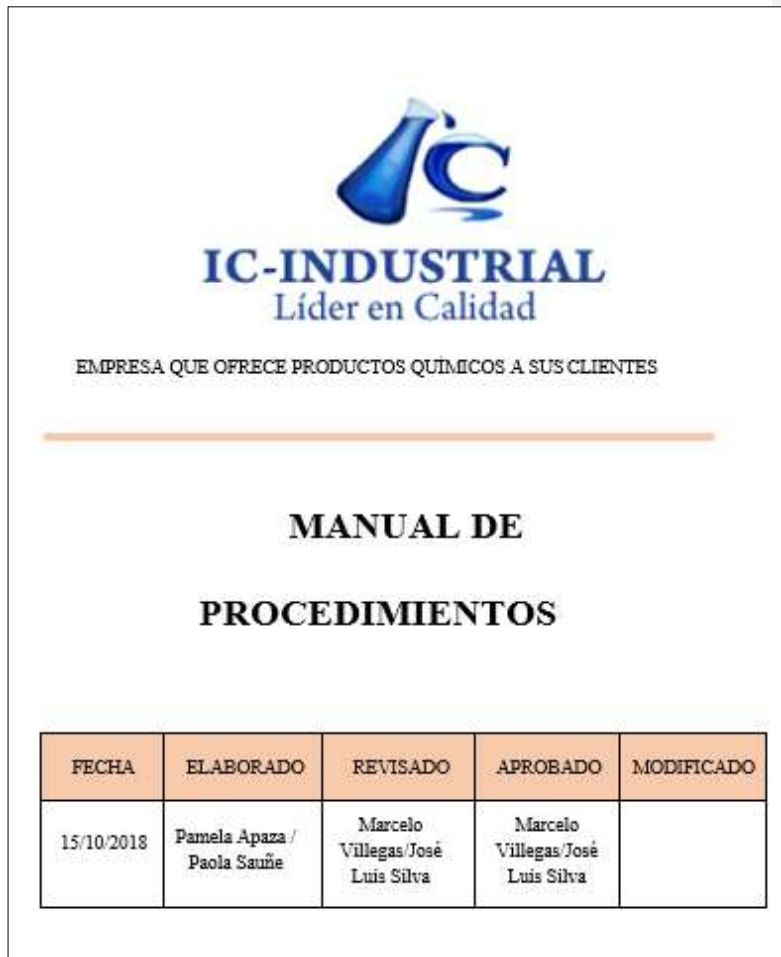 IC
IC-INDUSTRIAL
Líder en Calidad
EMPRESA QUE OFRECE PRODUCTOS QUÍMICOS A SUS CLIENTES
MANUAL DE
PROCEDIMIENTOS
FECHA ELABORADO REVISADO APROBADO MODIFICADO
15/10/2018 Pamela Apaza / Paola Sauñe Marcelo Villegas/José Luis Silva Marcelo Villegas/José Luis Silva